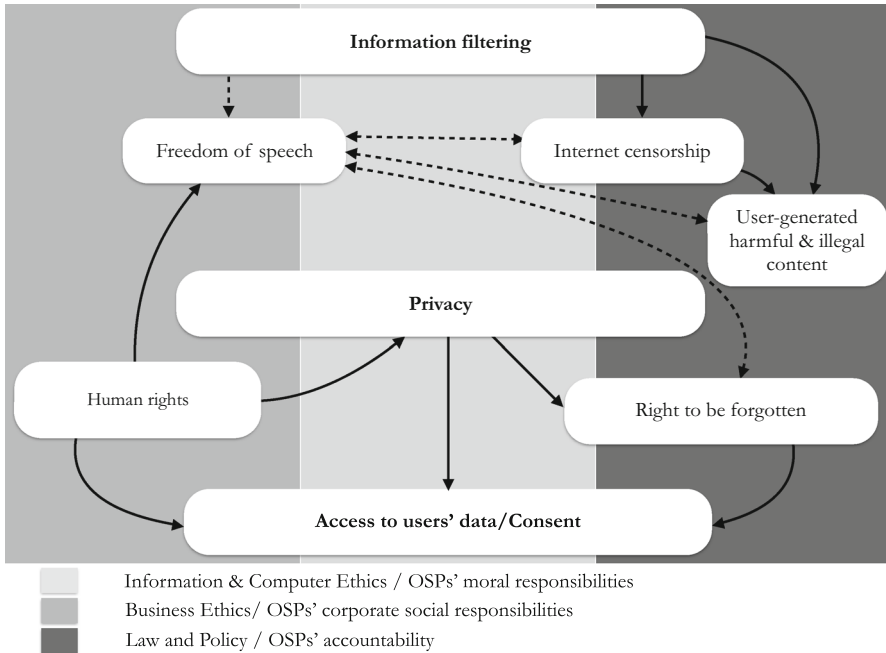 Information filtering
Freedom of speech
Internet censorship
User-generated
harmful & illegal
content
Privacy
Human rights
Right to be forgotten
Access to users’ data/Consent
Information & Computer Ethics / OSPs’ moral responsibilities
Business Ethics/ OSPs’ corporate social responsibilities
Law and Policy / OSPs’ accountability